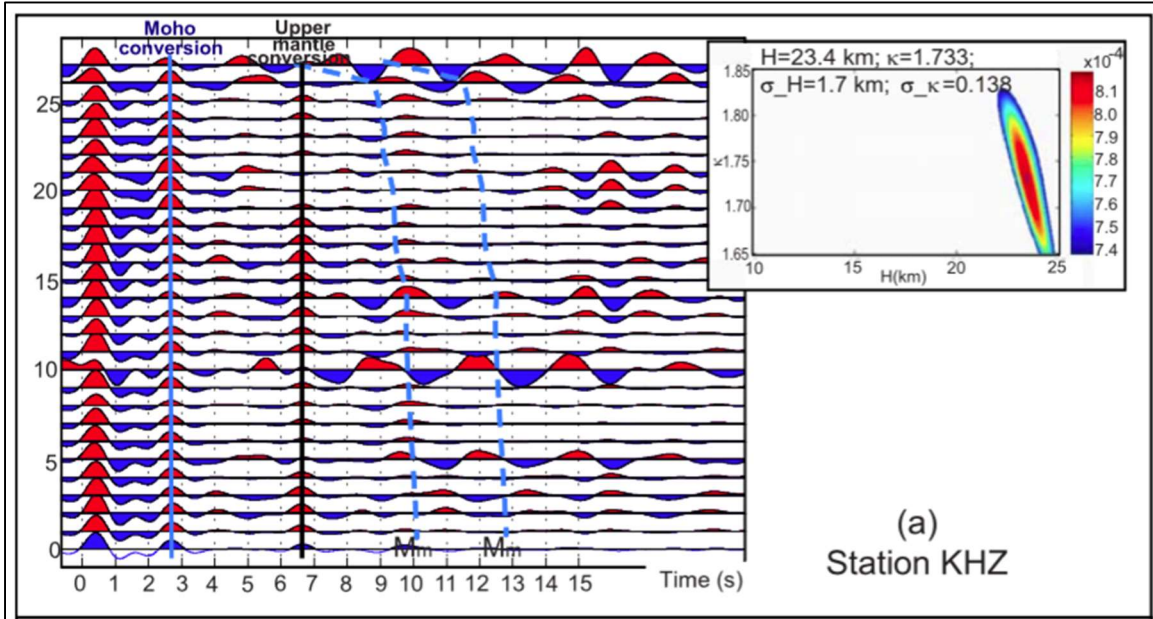 Moho
conversion
Upper
mantle
conversion
H=23.4 km; κ=1.733;
σ_H=1.7 km; σ_κ=0.138
x10⁻⁴
1.85
1.80
1.75
1.70
1.65
κ
10 15 20 25
H(km)
8.1
8.0
7.9
7.8
7.7
7.6
7.5
7.4
25
20
15
10
5
0
Mm Mm
0 1 2 3 4 5 6 7 8 9 10 11 12 13 14 15 Time (s)
(a)
Station KHZ